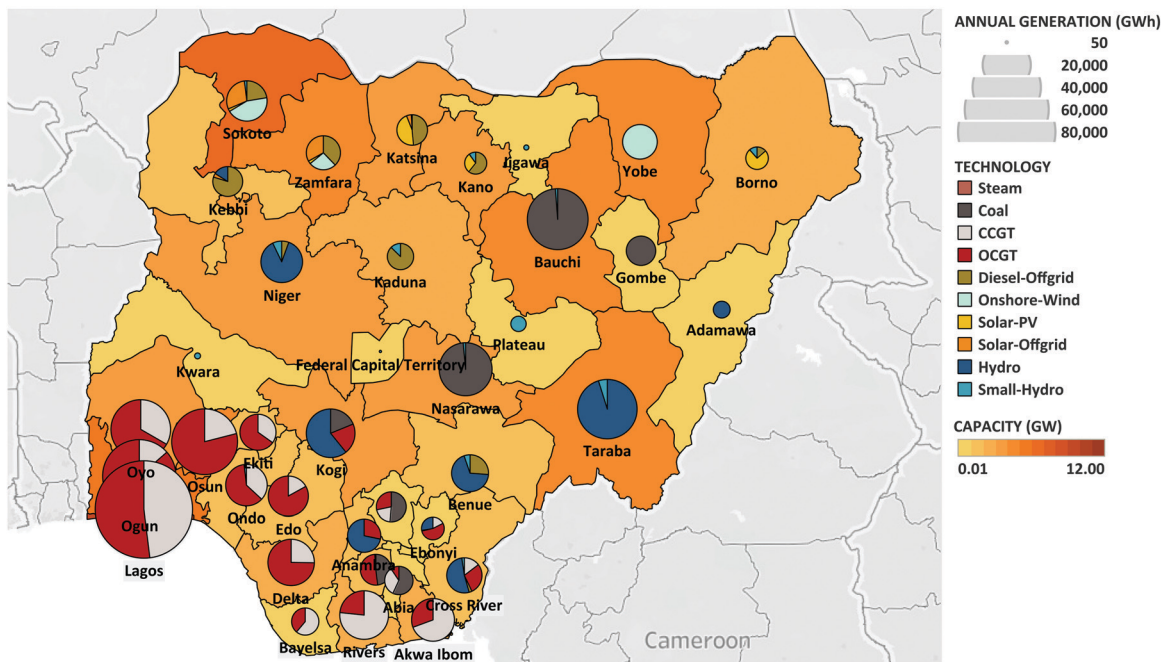 ANNUAL GENERATION (GWh)
50
20,000
40,000
60,000
80,000
TECHNOLOGY
Steam
Coal
CCGT
OCGT
Diesel-Offgrid
Onshore-Wind
Solar-PV
Solar-Offgrid
Hydro
Small-Hydro
CAPACITY (GW)
0.01 12.00
Sokoto
Zamfara
Katsina
Kano
Jigawa
Yobe
Borno
Kebbi
Niger
Kaduna
Bauchi
Gombe
Adamawa
Plateau
Kwara
Federal Capital Territory
Nasarawa
Taraba
Oyo
Osun
Ekiti
Kogi
Ogun
Ondo
Edo
Benue
Lagos
Ebonyi
Anambra
Delta
Abia
Cross River
Bayelsa
Rivers
Akwa Ibom
Cameroon